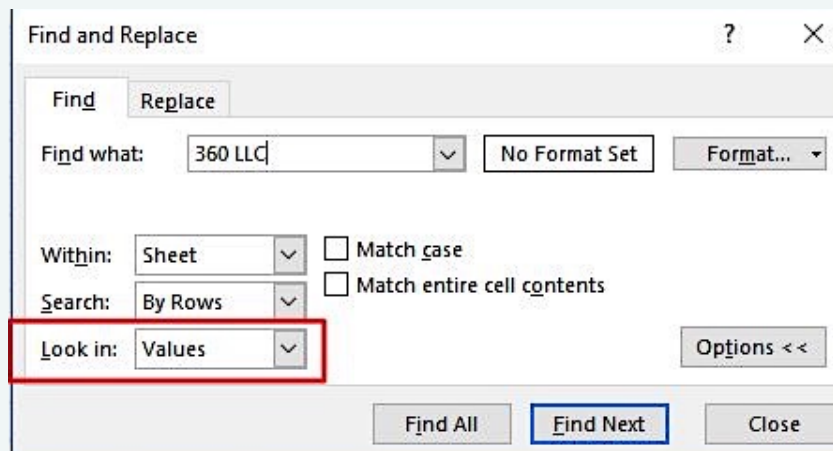 Find and Replace ?
Find Replace
Find what: 360 LLC No Format Set Format...
Within: Sheet Match case
Match entire cell contents
Search: By Rows
Look in: Values Options <<
Find All Find Next Close